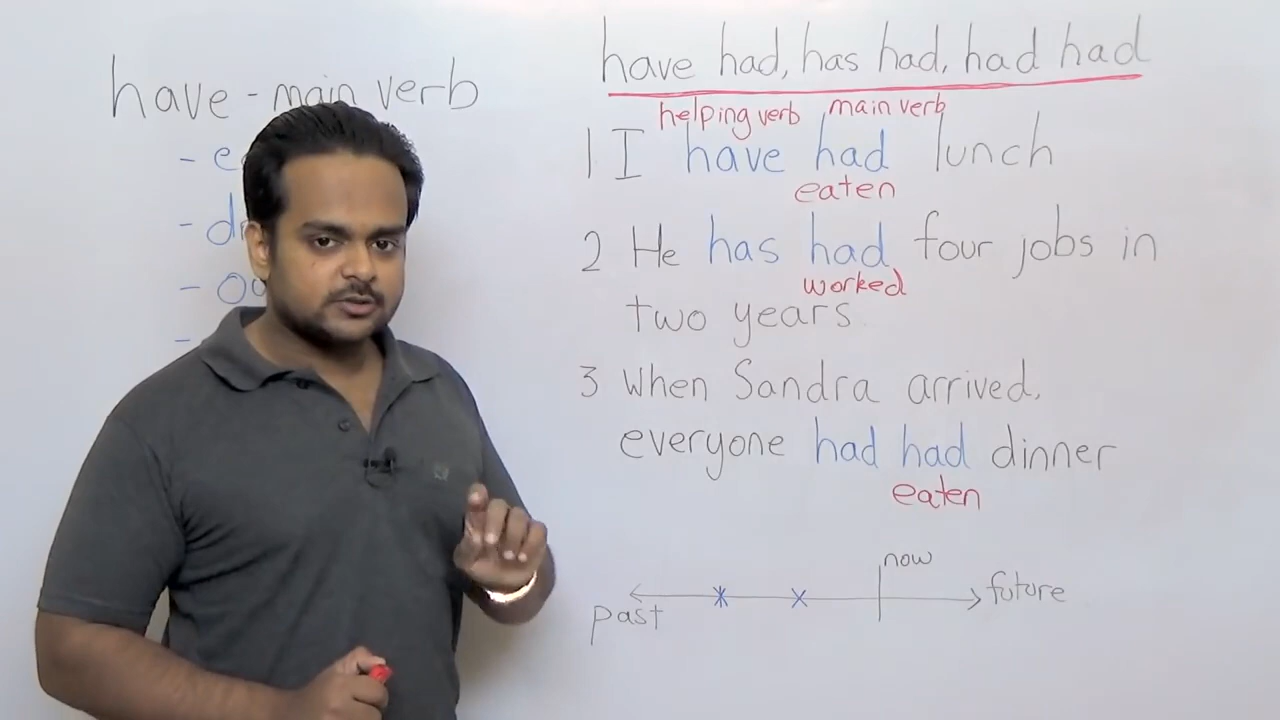 have - main verb
-
-
-
-
have had, has had, had had
helping verb main verb
1 I have had lunch
eaten
2 He has had four jobs in
worked
two years.
3 When Sandra arrived,
everyone had had dinner
eaten
now
past
future